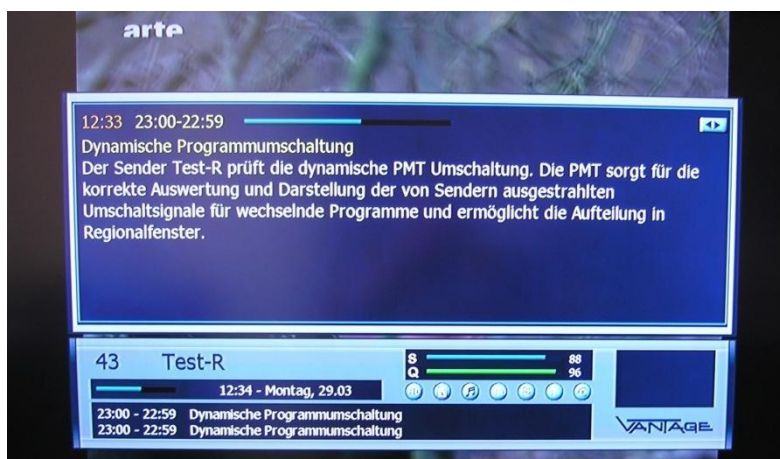 arte
12:33 23:00-22:59
Dynamische Programmumschaltung
Der Sender Test-R prüft die dynamische PMT Umschaltung. Die PMT sorgt für die
korrekte Auswertung und Darstellung der von Sendern ausgestrahlten
Umschaltsignale für wechselnde Programme und ermöglicht die Aufteilung in
Regionalfenster.
43 Test-R
S 88
Q 96
12:34 - Montag, 29.03
23:00 - 22:59 Dynamische Programmumschaltung
23:00 - 22:59 Dynamische Programmumschaltung
VANTAGE